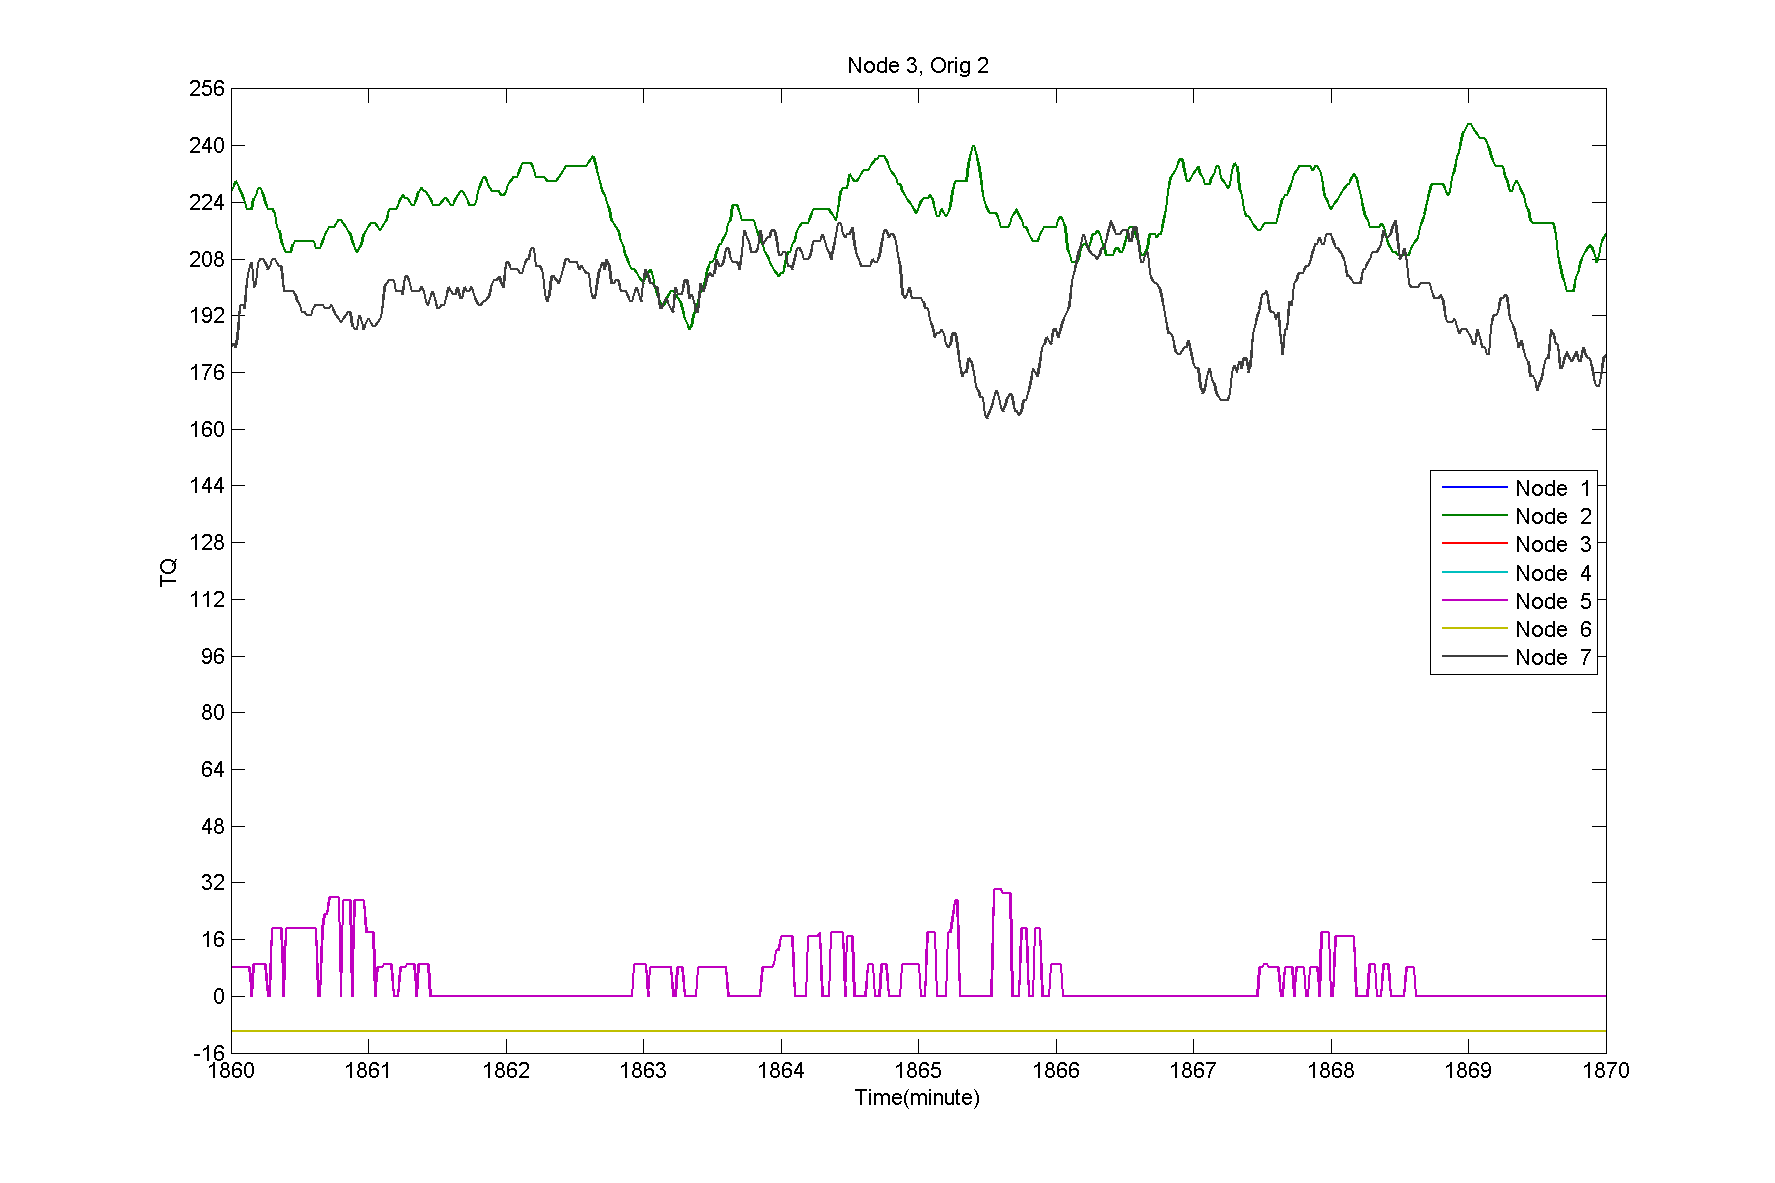 Node 3, Orig 2
256
240
224
208
192
176
160
144
128
112
96
80
64
48
32
16
0
-16
TQ
Node 1
Node 2
Node 3
Node 4
Node 5
Node 6
Node 7
1860 1861 1862 1863 1864 1865 1866 1867 1868 1869 1870
Time(minute)